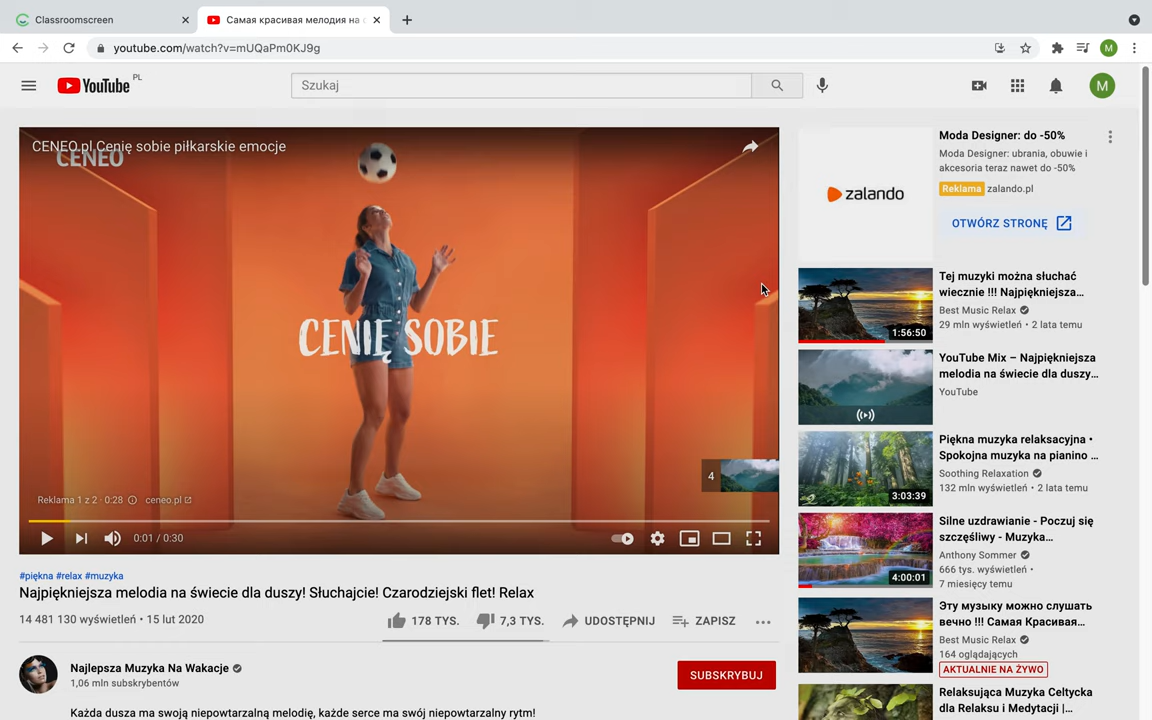 Classroomscreen
Самая красивая мелодия на с
youtube.com/watch?v=mUQaPm0KJ9g
M
YouTube PL
Szukaj
M
CENEO.pl Cenię sobie piłkarskie emocje
CENEO
CENIĘ SOBIE
4
Reklama 1 z 2 · 0:28
ceneo.pl
0:01 / 0:30
#piękna #relax #muzyka
Najpiękniejsza melodia na świecie dla duszy! Słuchajcie! Czarodziejski flet! Relax
14 481 130 wyświetleń • 15 lut 2020
178 TYS.
7,3 TYS.
UDOSTĘPNIJ
ZAPISZ
Najlepsza Muzyka Na Wakacje
1,06 mln subskrybentów
SUBSKRYBUJ
Każda dusza ma swoją niepowtarzalną melodię, każde serce ma swój niepowtarzalny rytm!
zalando
Moda Designer: do -50%
Moda Designer: ubrania, obuwie i
akcesoria teraz nawet do -50%
Reklama zalando.pl
OTWÓRZ STRONĘ
1:56:50
Tej muzyki można słuchać
wiecznie !!! Najpiękniejsza...
Best Music Relax
29 mln wyświetleń • 2 lata temu
YouTube Mix – Najpiękniejsza
melodia na świecie dla duszy...
YouTube
3:03:39
Piękna muzyka relaksacyjna •
Spokojna muzyka na pianino ...
Soothing Relaxation
132 mln wyświetleń • 2 lata temu
4:00:01
Silne uzdrawianie - Poczuj się
szczęśliwy - Muzyka...
Anthony Sommer
666 tys. wyświetleń •
7 miesięcy temu
Эту музыку можно слушать
вечно !!! Самая Красивая...
Best Music Relax
164 oglądających
AKTUALNIE NA ŻYWO
Relaksująca Muzyka Celtycka
dla Relaksu i Medytacji |...